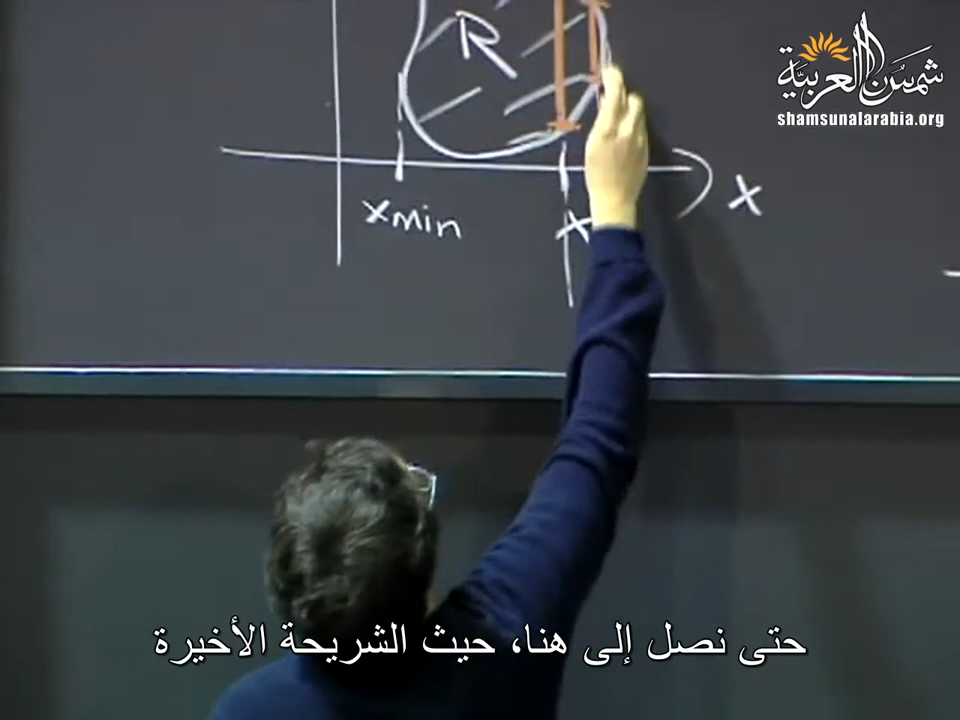 شمس العربية
shamsunalarabia.org
R
x
xmin
x
حتى نصل إلى هنا، حيث الشريحة الأخيرة